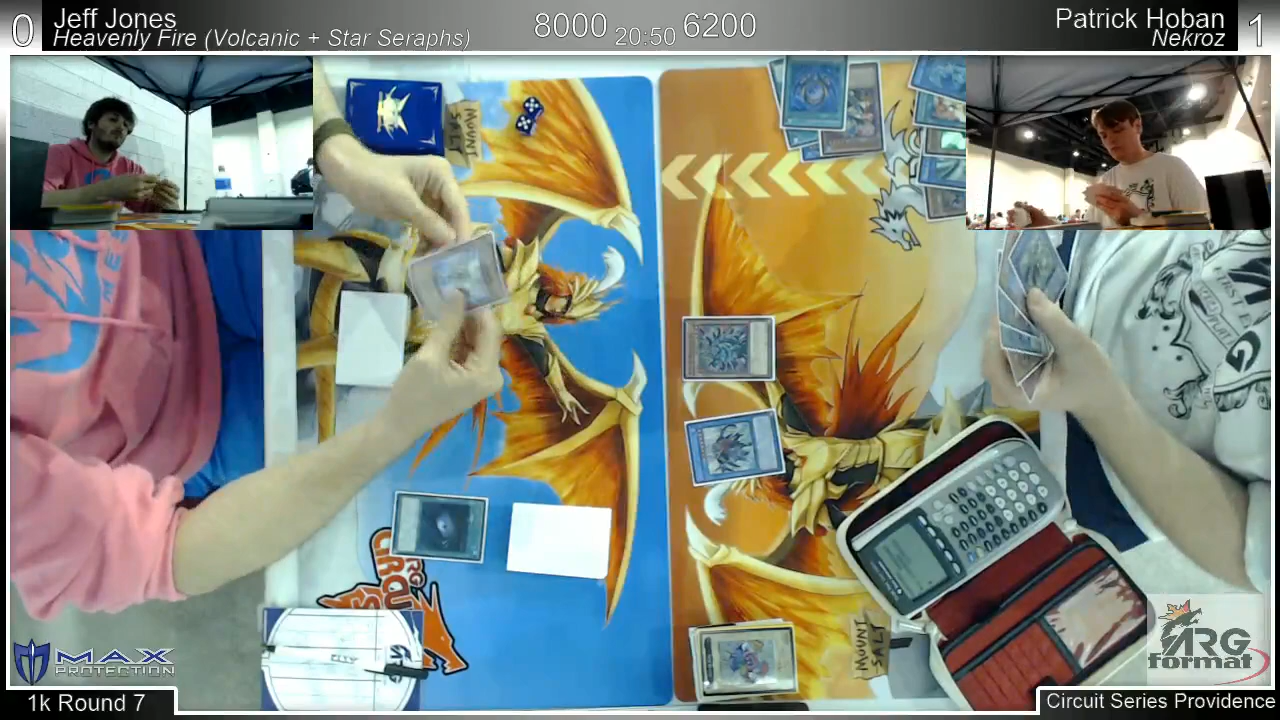 0
Jeff Jones
Heavenly Fire (Volcanic + Star Seraphs)
8000
20:50
6200
Patrick Hoban
Nekroz
1
MOUNT
SALT
MOUNT
SALT
ARG
MAX
PROTECTION
ARG
format
1k Round 7
Circuit Series Providence